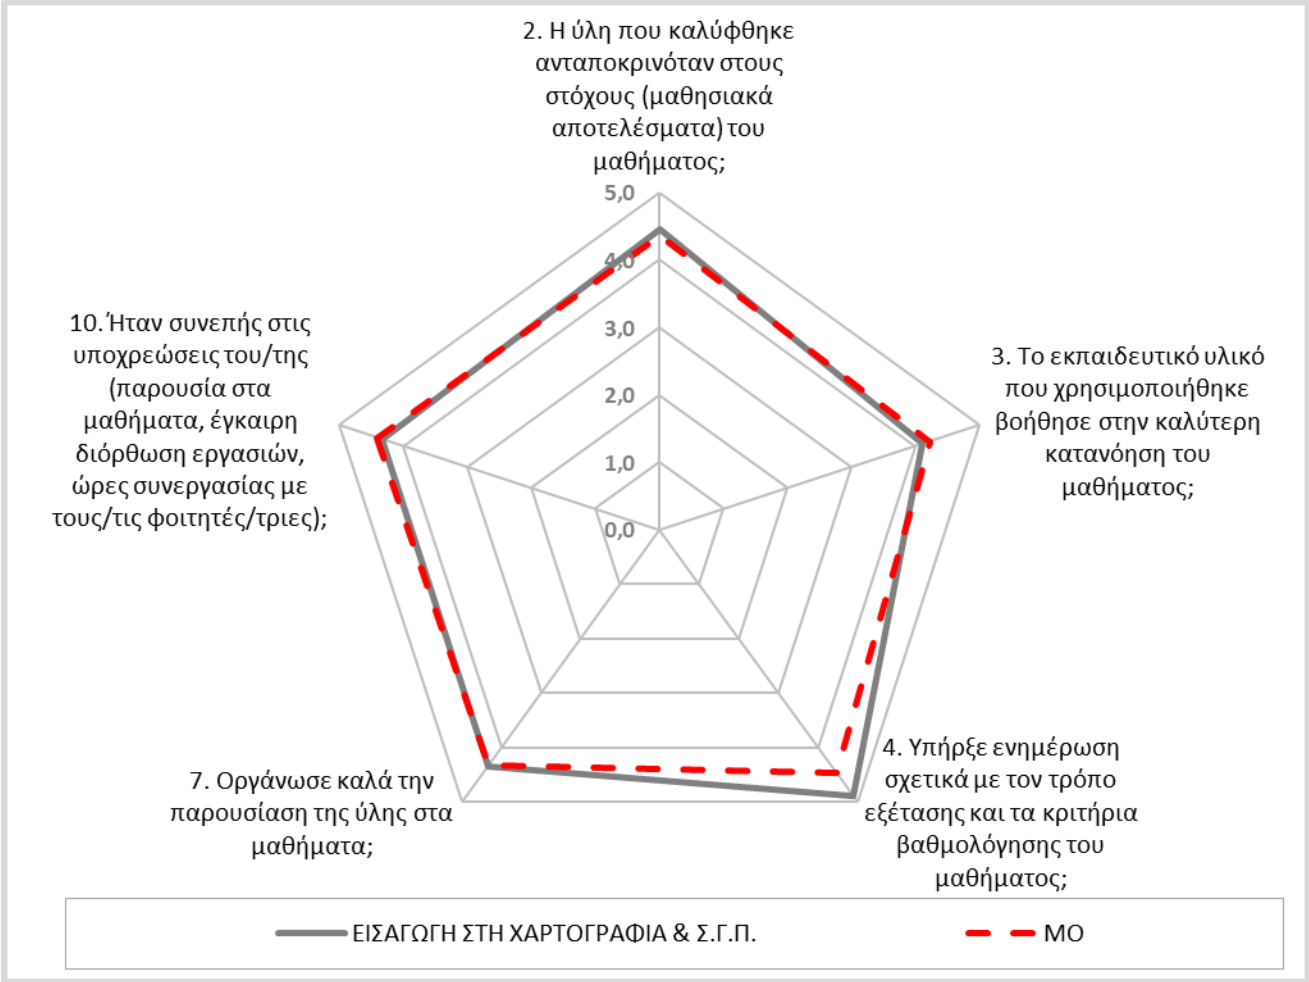 2. Η ύλη που καλύφθηκε
ανταποκρινόταν στους
στόχους (μαθησιακά
αποτελέσματα) του
μαθήματος;
5,0
4,0
3,0
2,0
1,0
0,0
10. Ήταν συνεπής στις
υποχρεώσεις του/της
(παρουσία στα
μαθήματα, έγκαιρη
διόρθωση εργασιών,
ώρες συνεργασίας με
τους/τις φοιτητές/τριες);
3. Το εκπαιδευτικό υλικό
που χρησιμοποιήθηκε
βοήθησε στην καλύτερη
κατανόηση του
μαθήματος;
7. Οργάνωσε καλά την
παρουσίαση της ύλης στα
μαθήματα;
4. Υπήρξε ενημέρωση
σχετικά με τον τρόπο
εξέτασης και τα κριτήρια
βαθμολόγησης του
μαθήματος;
ΕΙΣΑΓΩΓΗ ΣΤΗ ΧΑΡΤΟΓΡΑΦΙΑ & Σ.Γ.Π.
ΜΟ